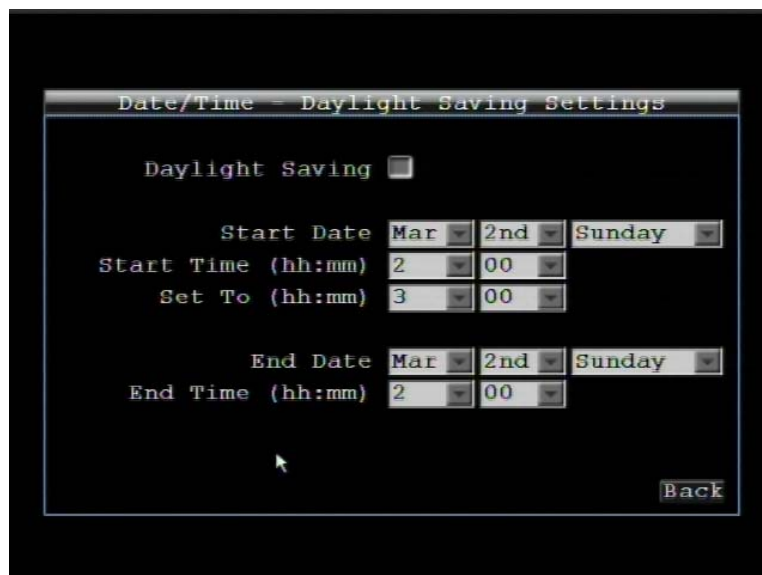 Date/Time - Daylight Saving Settings
Daylight Saving
Start Date Mar 2nd Sunday
Start Time (hh:mm) 2 00
Set To (hh:mm) 3 00
End Date Mar 2nd Sunday
End Time (hh:mm) 2 00
Back